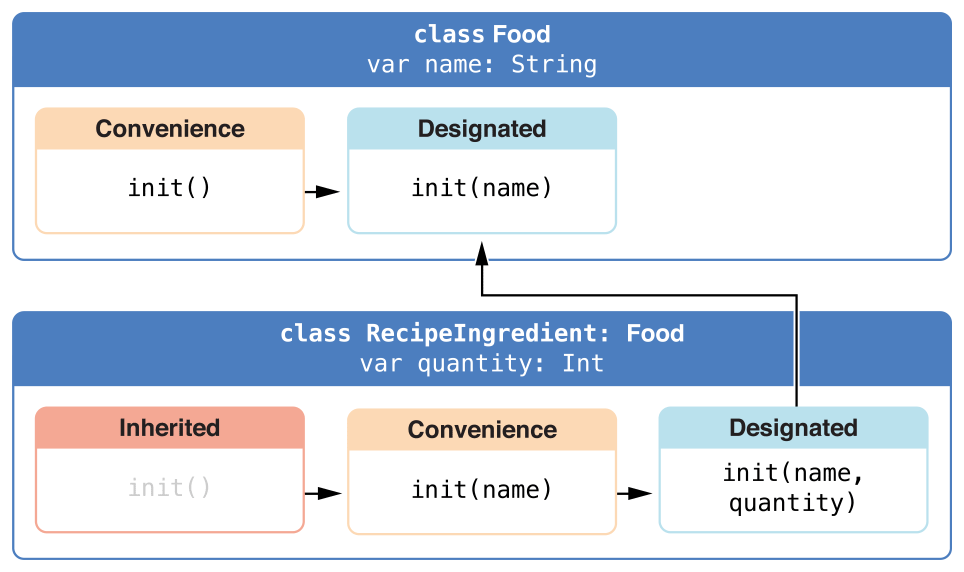 class Food
var name: String
Convenience
init()
Designated
init(name)
class RecipeIngredient: Food
var quantity: Int
Inherited
init()
Convenience
init(name)
Designated
init(name,
quantity)